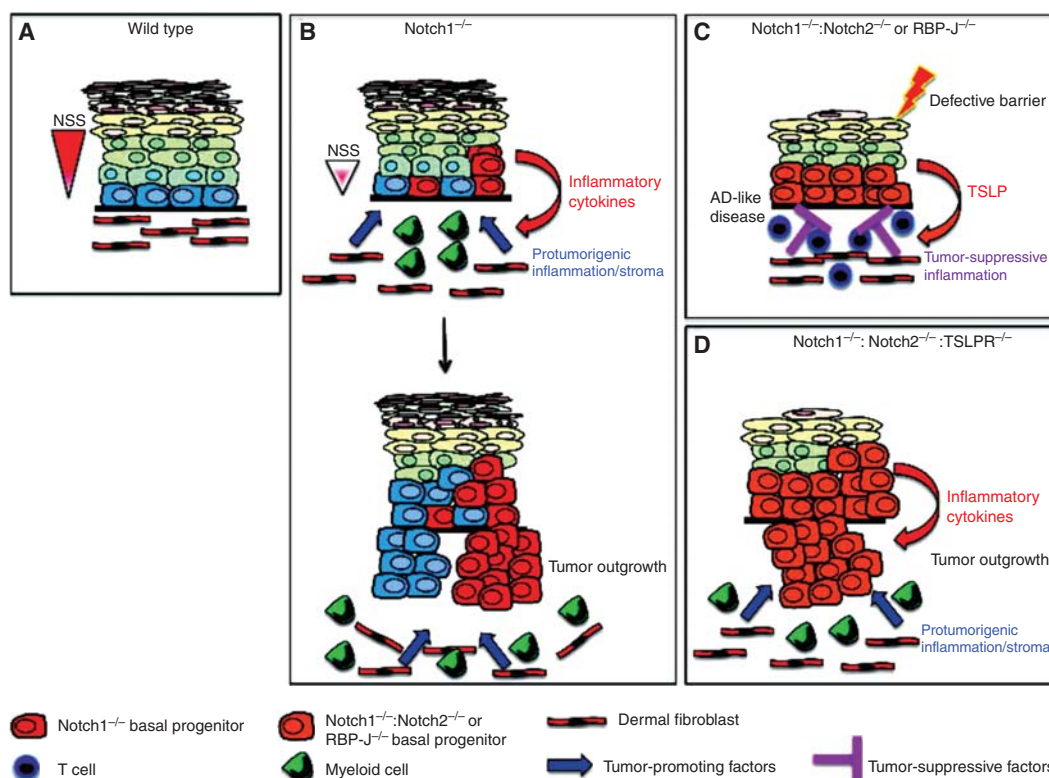 A
Wild type
NSS
B
Notch1⁻/⁻
NSS
Inflammatory
cytokines
Protumorigenic
inflammation/stroma
Tumor outgrowth
C
Notch1⁻/⁻:Notch2⁻/⁻ or RBP-J⁻/⁻
Defective barrier
AD-like
disease
TSLP
Tumor-suppressive
inflammation
D
Notch1⁻/⁻: Notch2⁻/⁻:TSLPR⁻/⁻
Inflammatory
cytokines
Tumor outgrowth
Protumorigenic
inflammation/stroma
Notch1⁻/⁻ basal progenitor
Notch1⁻/⁻:Notch2⁻/⁻ or
RBP-J⁻/⁻ basal progenitor
Dermal fibroblast
T cell
Myeloid cell
Tumor-promoting factors
Tumor-suppressive factors